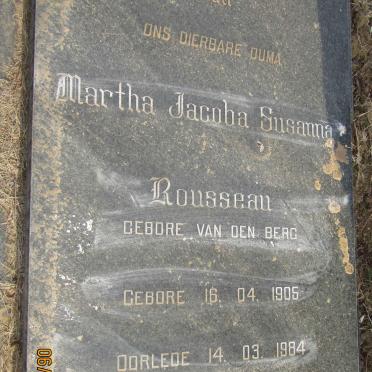 ONS DIERBARE OUMA
Martha Jacoba Susanna
Rousseau
GEBORE VAN DEN BERG
GEBORE 16. 04. 1905
OORLEDE 14. 03. 1984